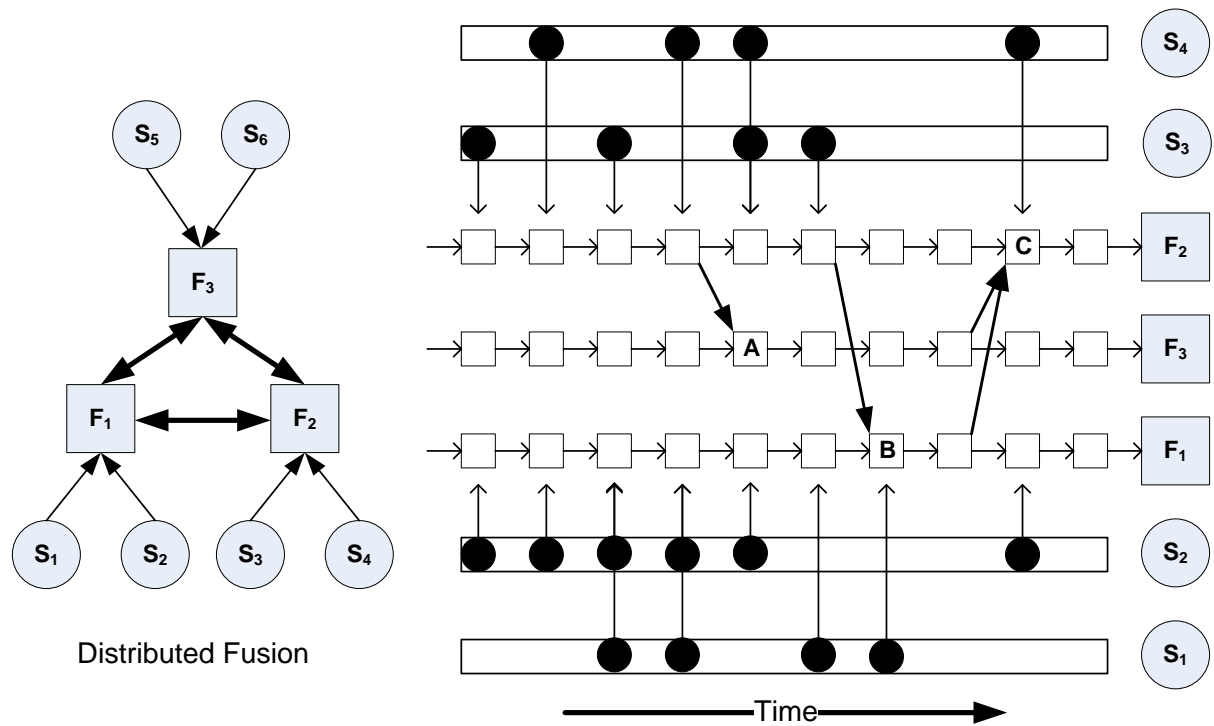 S4
S5
S6
S3
F2
C
F3
A
F3
F1
F2
B
F1
S1
S2
S3
S4
S2
Distributed Fusion
S1
Time